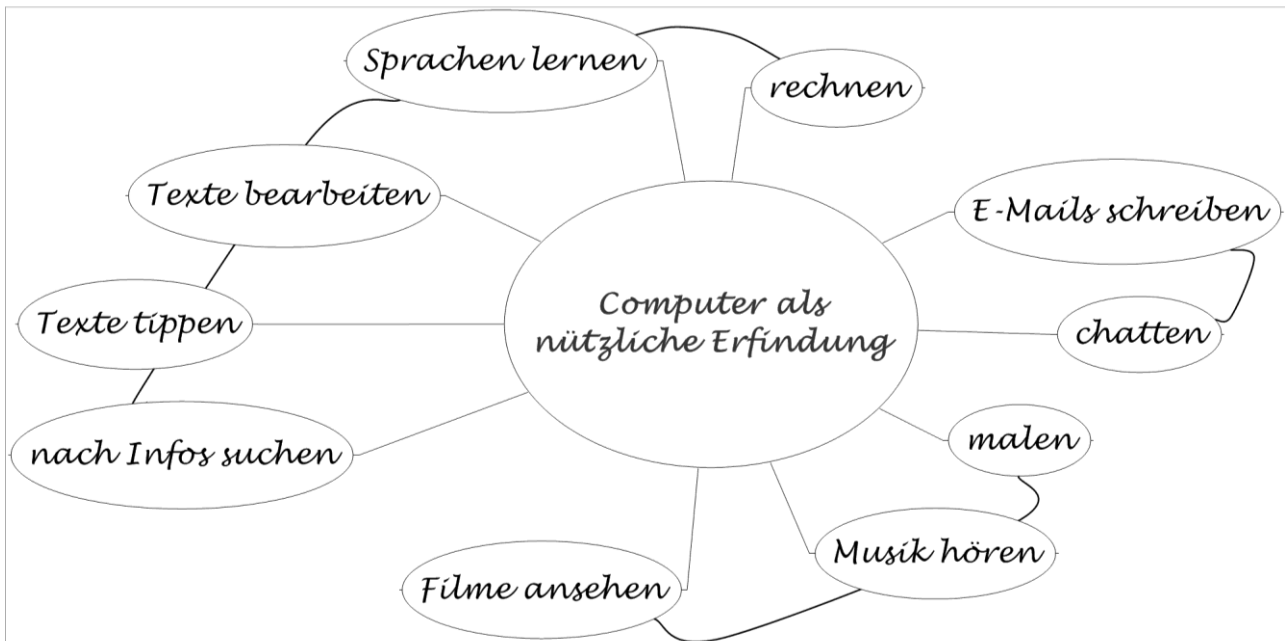 Sprachen lernen
rechnen
Texte bearbeiten
E-Mails schreiben
Computer als
nützliche Erfindung
Texte tippen
chatten
malen
nach Infos suchen
Musik hören
Filme ansehen